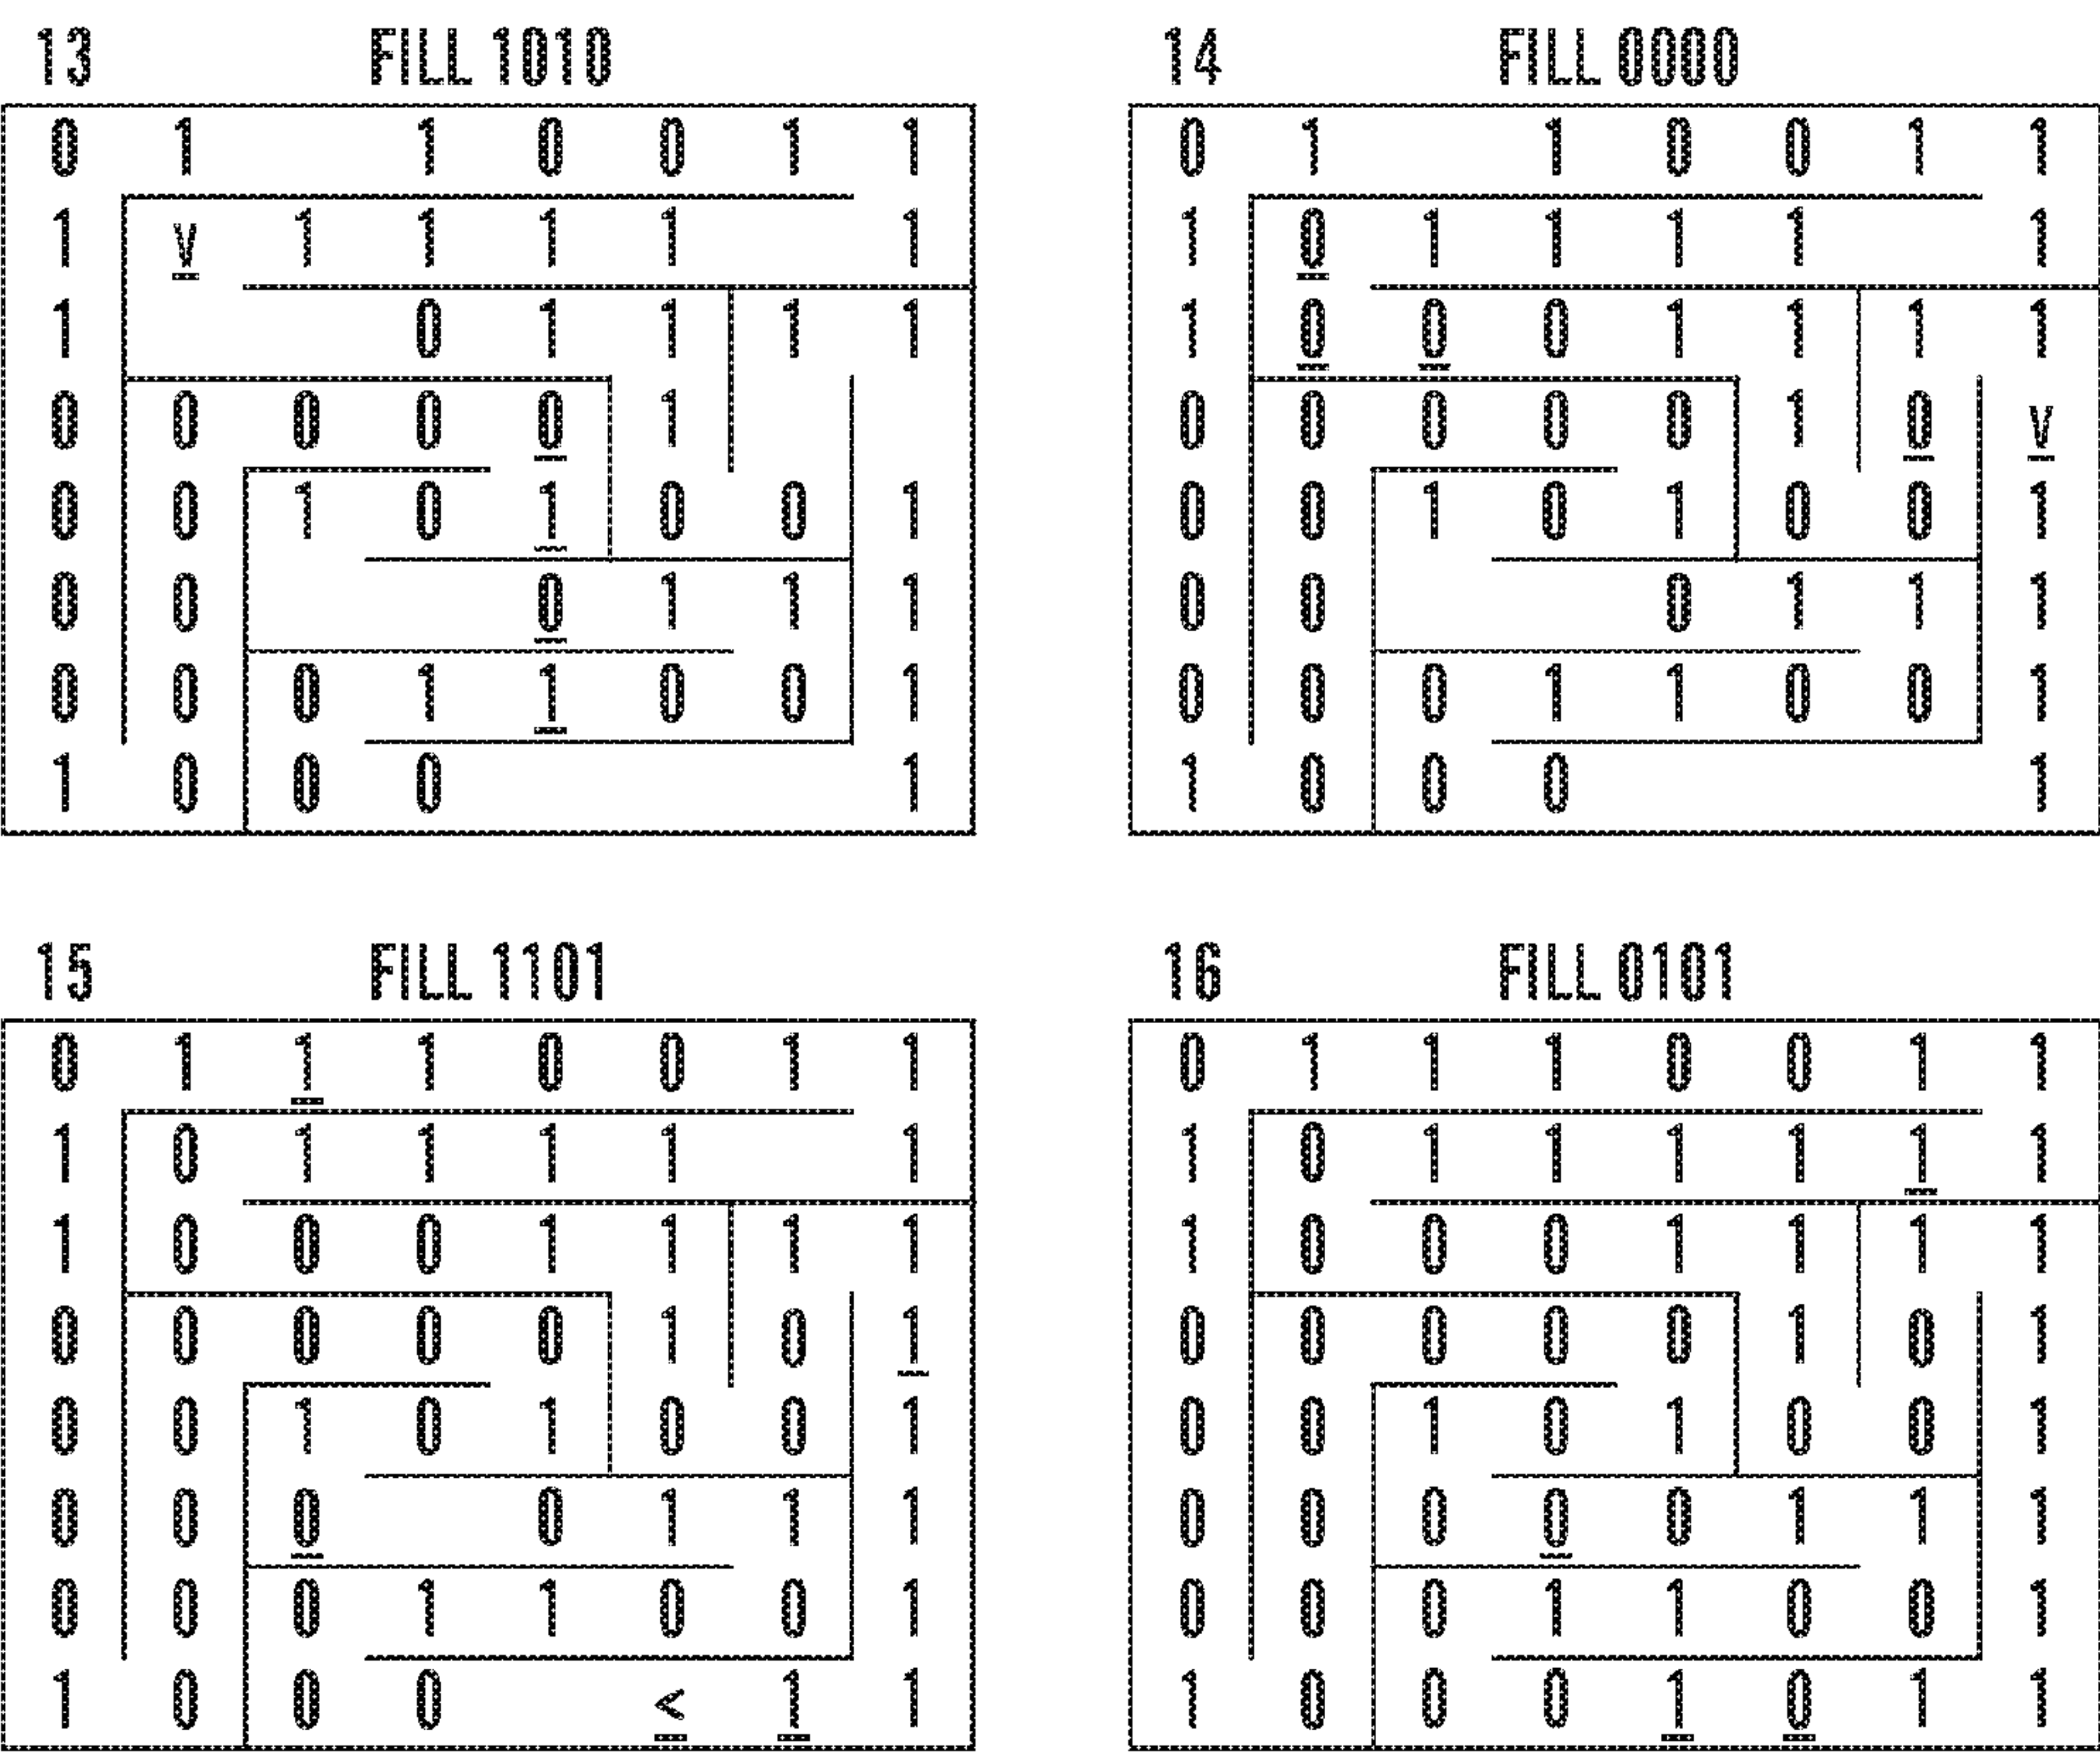 13 FILL 1010
0 1 1 0 0 1 1
1 v 1 1 1 1 1
1 0 1 1 1 1
0 0 0 0 0 1
0 0 1 0 1 0 0 1
0 0 0 1 1 1
0 0 0 1 1 0 0 1
1 0 0 0 1
14 FILL 0000
0 1 1 0 0 1 1
1 0 1 1 1 1 1
1 0 0 0 1 1 1 1
0 0 0 0 0 1 0 v
0 0 1 0 1 0 0 1
0 0 0 1 1 1
0 0 0 1 1 0 0 1
1 0 0 0 1
15 FILL 1101
0 1 1 1 0 0 1 1
1 0 1 1 1 1 1
1 0 0 0 1 1 1 1
0 0 0 0 0 1 0 1
0 0 1 0 1 0 0 1
0 0 0 0 1 1 1
0 0 0 1 1 0 0 1
1 0 0 0 < 1 1
16 FILL 0101
0 1 1 1 0 0 1 1
1 0 1 1 1 1 1 1
1 0 0 0 1 1 1 1
0 0 0 0 0 1 0 1
0 0 1 0 1 0 0 1
0 0 0 0 0 1 1 1
0 0 0 1 1 0 0 1
1 0 0 0 1 0 1 1